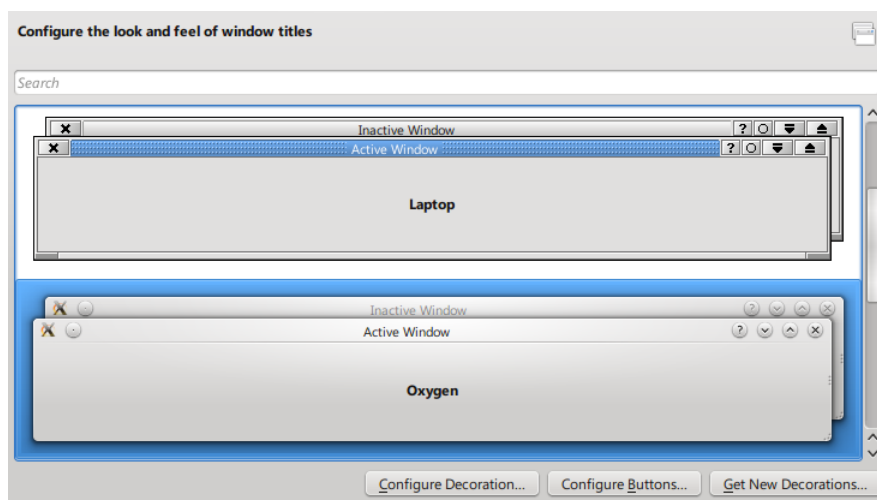 Configure the look and feel of window titles
Search
Inactive Window
?
Active Window
?
Laptop
Inactive Window
?
Active Window
?
Oxygen
Configure Decoration...
Configure Buttons...
Get New Decorations...